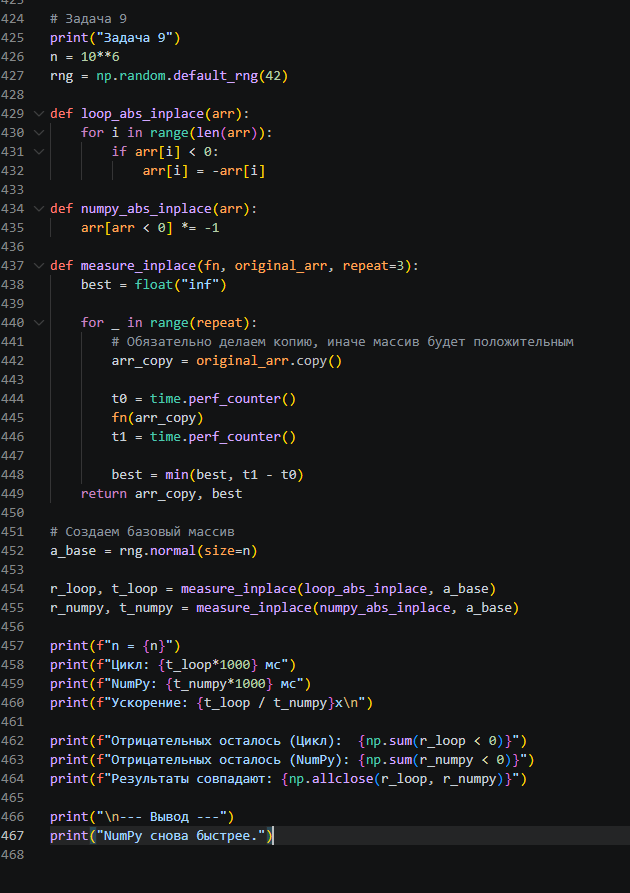 423
424 # Задача 9
425 print("Задача 9")
426 n = 10**6
427 rng = np.random.default_rng(42)
428
429 def loop_abs_inplace(arr):
430     for i in range(len(arr)):
431         if arr[i] < 0:
432             arr[i] = -arr[i]
433
434 def numpy_abs_inplace(arr):
435     arr[arr < 0] *= -1
436
437 def measure_inplace(fn, original_arr, repeat=3):
438     best = float("inf")
439
440     for _ in range(repeat):
441         # Обязательно делаем копию, иначе массив будет положительным
442         arr_copy = original_arr.copy()
443
444         t0 = time.perf_counter()
445         fn(arr_copy)
446         t1 = time.perf_counter()
447
448         best = min(best, t1 - t0)
449     return arr_copy, best
450
451 # Создаем базовый массив
452 a_base = rng.normal(size=n)
453
454 r_loop, t_loop = measure_inplace(loop_abs_inplace, a_base)
455 r_numpy, t_numpy = measure_inplace(numpy_abs_inplace, a_base)
456
457 print(f"n = {n}")
458 print(f"Цикл: {t_loop*1000} мс")
459 print(f"NumPy: {t_numpy*1000} мс")
460 print(f"Ускорение: {t_loop / t_numpy}x\n")
461
462 print(f"Отрицательных осталось (Цикл):  {np.sum(r_loop < 0)}")
463 print(f"Отрицательных осталось (NumPy): {np.sum(r_numpy < 0)}")
464 print(f"Результаты совпадают: {np.allclose(r_loop, r_numpy)}")
465
466 print("\n--- Вывод ---")
467 print("NumPy снова быстрее.")
468